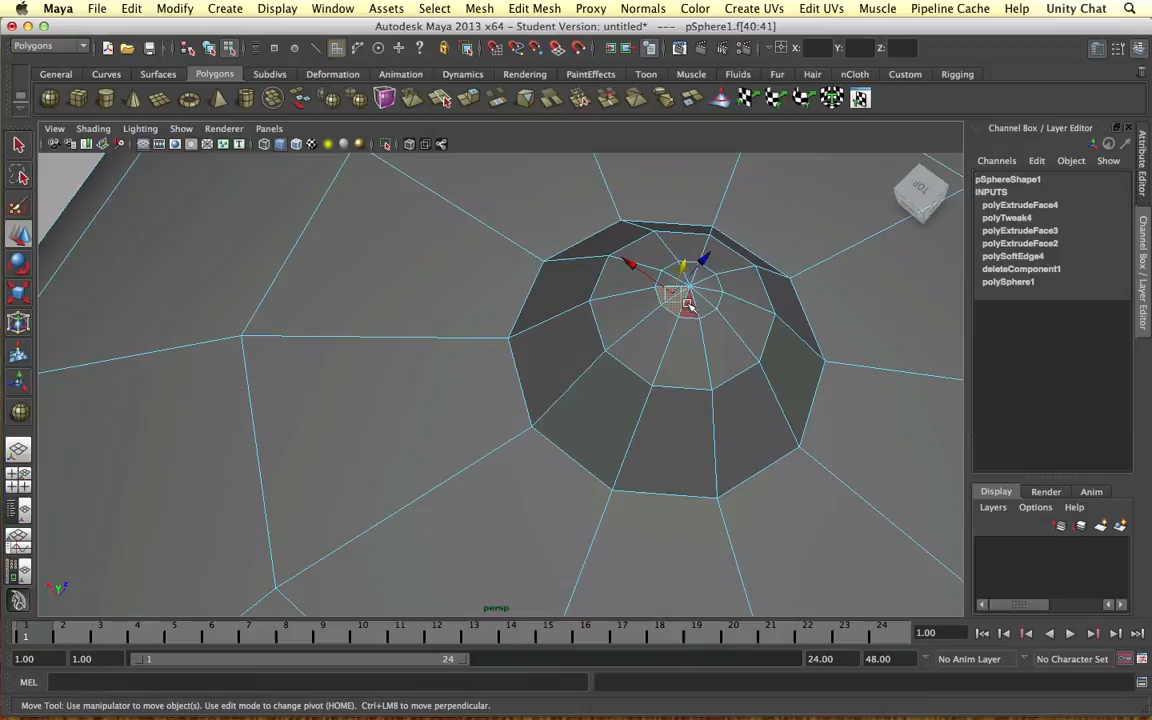 Maya File Edit Modify Create Display Window Assets Select Mesh Edit Mesh Proxy Normals Color Create UVs Edit UVs Muscle Pipeline Cache Help Unity Chat
Autodesk Maya 2013 x64 - Student Version: untitled* --- pSphere1.f[40:41]
Polygons X: Y: Z:
General Curves Surfaces Polygons Subdivs Deformation Animation Dynamics Rendering PaintEffects Toon Muscle Fluids Fur Hair nCloth Custom Rigging
View Shading Lighting Show Renderer Panels
Channel Box / Layer Editor
Channels Edit Object Show
pSphereShape1
INPUTS
polyExtrudeFace4
polyTweak4
polyExtrudeFace3
polyExtrudeFace2
polySoftEdge4
deleteComponent1
polySphere1
Attribute Editor
Channel Box / Layer Editor
TOP
Display Render Anim
Layers Options Help
persp
1 2 3 4 5 6 7 8 9 10 11 12 13 14 15 16 17 18 19 20 21 22 23 24
1 1.00
1.00 1.00 1 24 24.00 48.00 No Anim Layer No Character Set
MEL
Move Tool: Use manipulator to move object(s). Use edit mode to change pivot (HOME). Ctrl+LMB to move perpendicular.